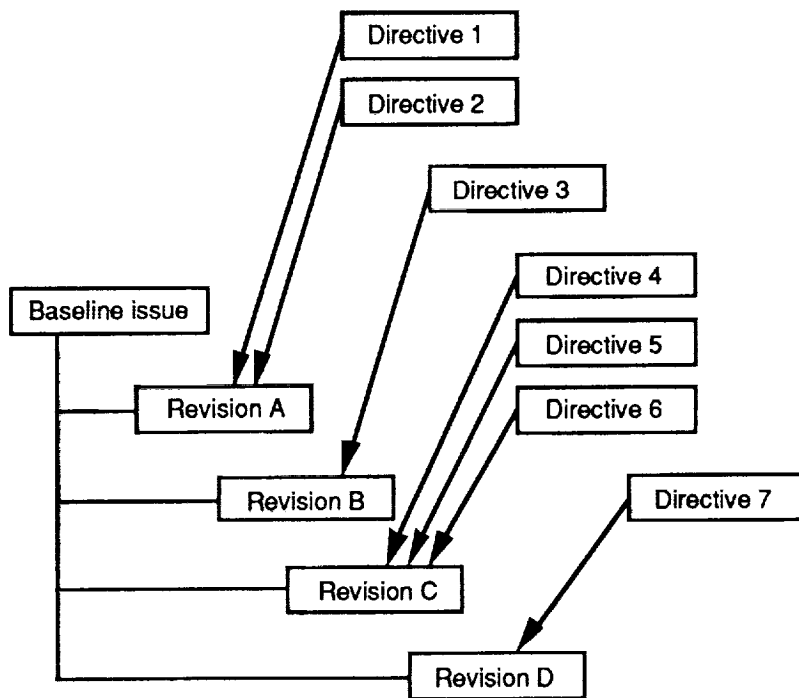 Directive 1
Directive 2
Directive 3
Directive 4
Baseline issue
Directive 5
Revision A
Directive 6
Revision B
Directive 7
Revision C
Revision D